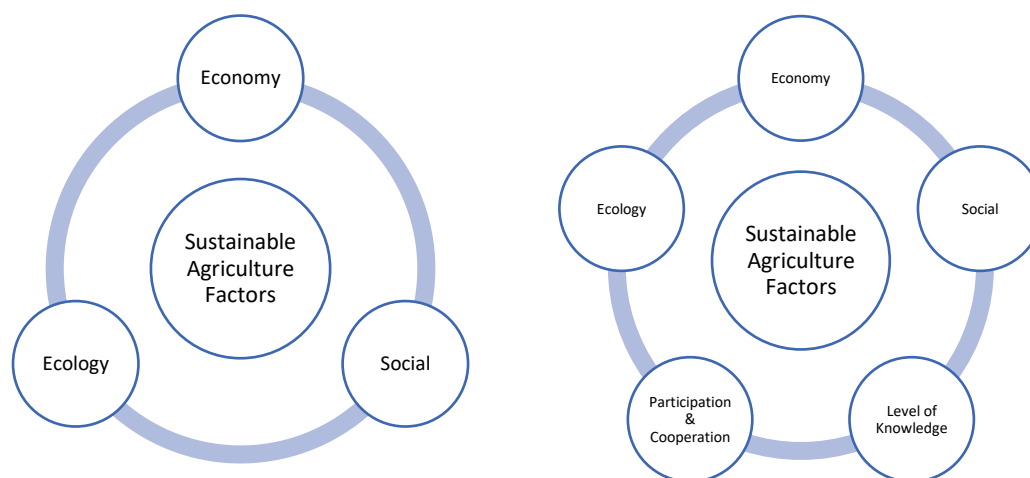 Economy
Sustainable
Agriculture
Factors
Ecology
Social
Economy
Ecology
Social
Sustainable
Agriculture
Factors
Participation
&
Cooperation
Level of
Knowledge